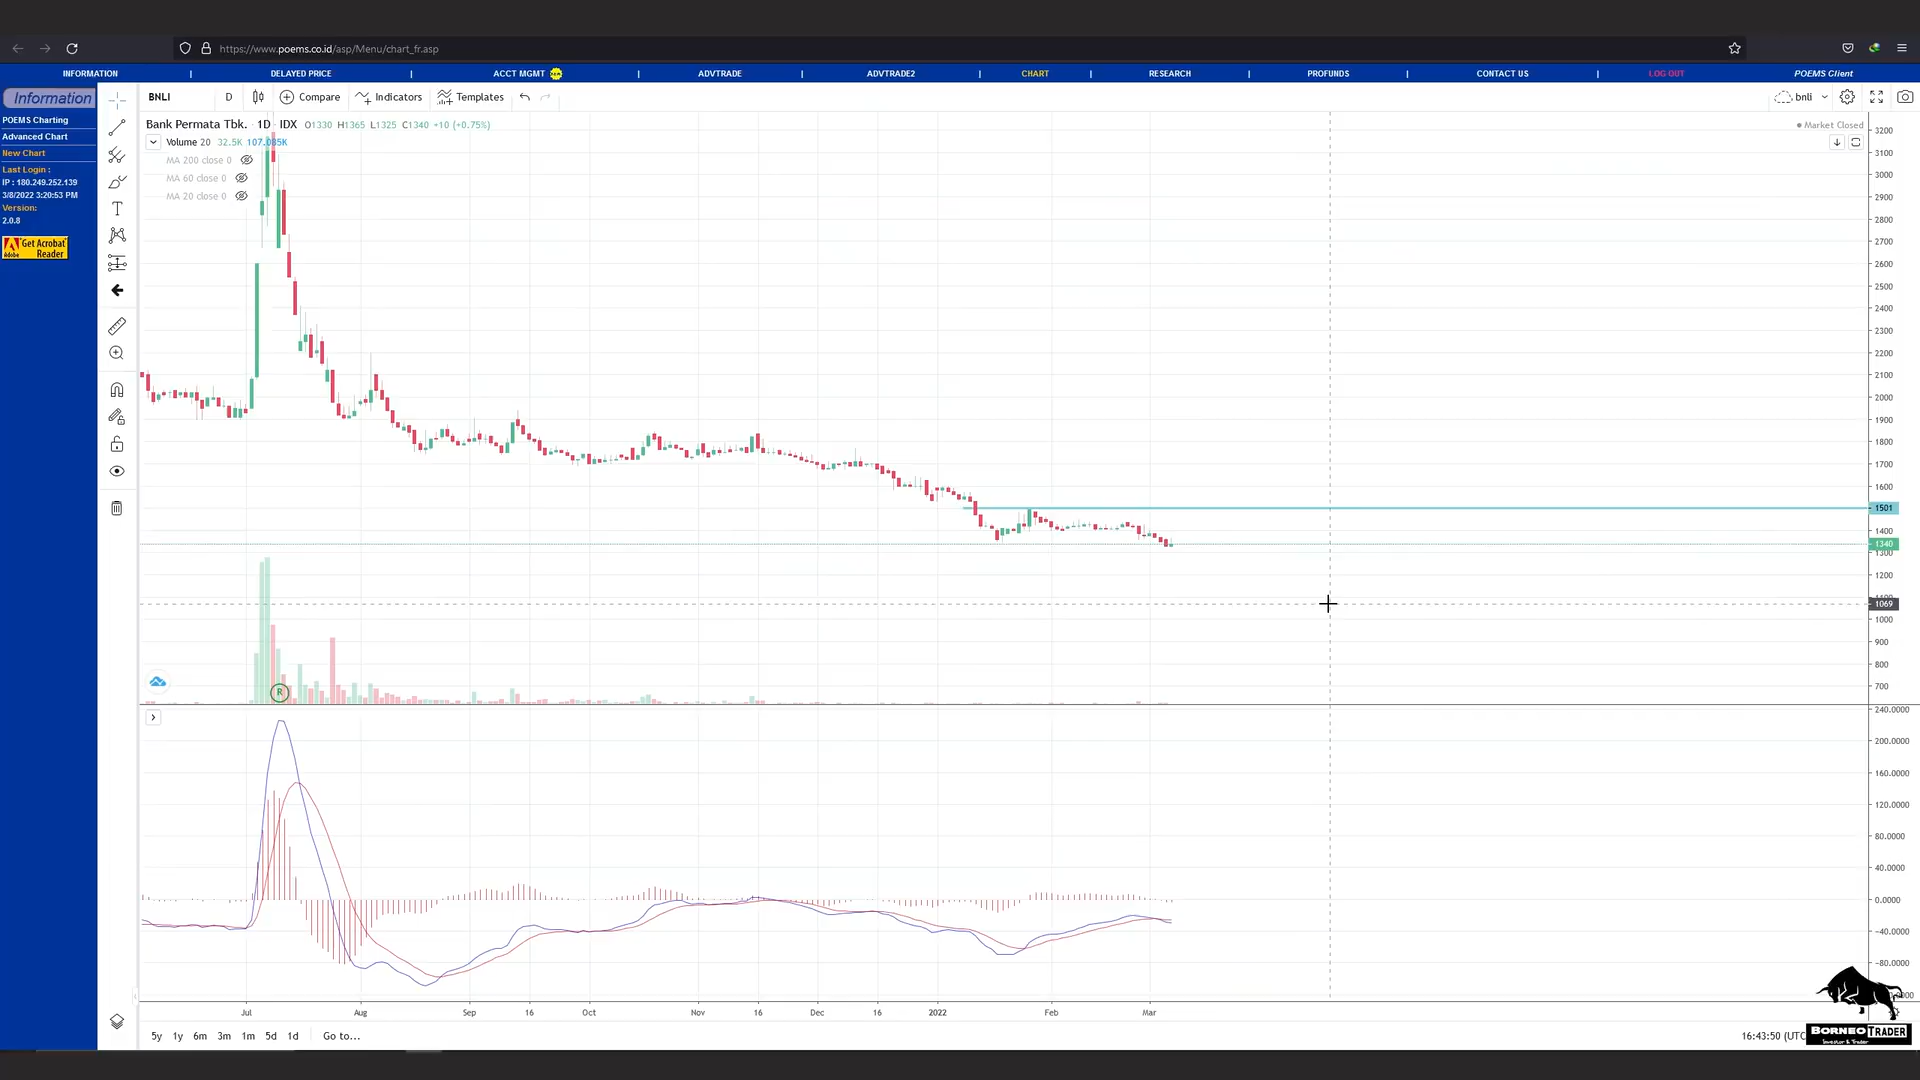 https://www.poems.co.id/asp/Menu/chart_fr.asp
INFORMATION | DELAYED PRICE | ACCT MGMT | ADVTRADE | ADVTRADE2 | CHART | RESEARCH | PROFUNDS | CONTACT US | LOG OUT POEMS Client
Information
POEMS Charting
Advanced Chart
New Chart
Last Login :
IP : 180.249.252.139
3/8/2022 3:20:53 PM
Version:
2.0.8
Get Acrobat
Reader
Adobe
BNLI D Compare Indicators Templates bnli
Bank Permata Tbk. 1D IDX O1330 H1365 L1325 C1340 +10 (+0.75%)
Market Closed
Volume 20 32.5K 107.085K
MA 200 close 0
MA 60 close 0
MA 20 close 0
3200
3100
3000
2900
2800
2700
2600
2500
2400
2300
2200
2100
2000
1900
1800
1700
1600
1501
1400
1340
1300
1200
1069
1000
900
800
700
R
240.0000
200.0000
160.0000
120.0000
80.0000
40.0000
0.0000
-40.0000
-80.0000
Jul Aug Sep 16 Oct Nov 16 Dec 16 2022 Feb Mar
5y 1y 6m 3m 1m 5d 1d Go to... 16:43:50 (UTC
BORNEO TRADER
Investor & Trader